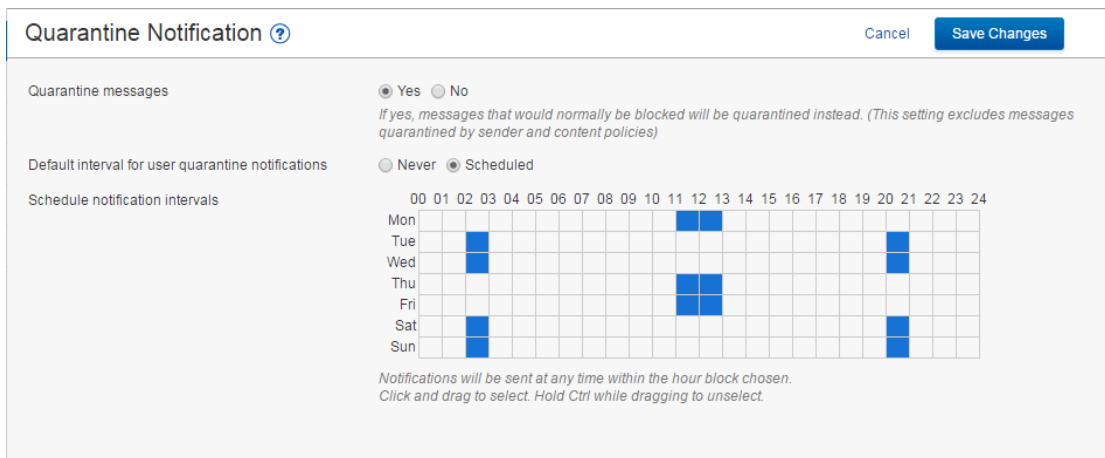 Quarantine Notification ?
Cancel
Save Changes
Quarantine messages
Yes No
If yes, messages that would normally be blocked will be quarantined instead. (This setting excludes messages
quarantined by sender and content policies)
Default interval for user quarantine notifications
Never Scheduled
Schedule notification intervals
00 01 02 03 04 05 06 07 08 09 10 11 12 13 14 15 16 17 18 19 20 21 22 23 24
Mon
Tue
Wed
Thu
Fri
Sat
Sun
Notifications will be sent at any time within the hour block chosen.
Click and drag to select. Hold Ctrl while dragging to unselect.